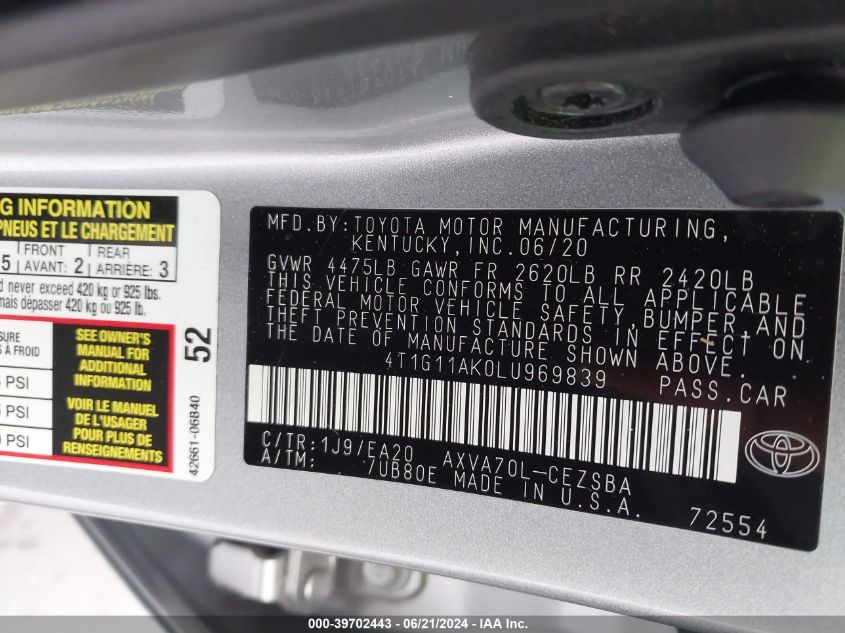 G INFORMATION
PNEUS ET LE CHARGEMENT
5 FRONT AVANT: 2 REAR ARRIÈRE: 3
d never exceed 420 kg or 925 lbs.
mais dépasser 420 kg ou 925 lb.
SURE
S A FROID
PSI
PSI
PSI
SEE OWNER'S
MANUAL FOR
ADDITIONAL
INFORMATION
VOIR LE MANUEL
DE L'USAGER
POUR PLUS DE
RENSEIGNEMENTS
52
42661-06B40
MFD. BY: TOYOTA MOTOR MANUFACTURING,
KENTUCKY, INC. 06/20
GVWR 4475LB GAWR FR 2620LB RR 2420LB
THIS VEHICLE CONFORMS TO ALL APPLICABLE
FEDERAL MOTOR VEHICLE SAFETY, BUMPER, AND
THEFT PREVENTION STANDARDS IN EFFECT ON
THE DATE OF MANUFACTURE SHOWN ABOVE.
4T1G11AK0LU969839 PASS.CAR
C/TR: 1J9/EA20 AXVA70L-CEZSBA
A/TM: 7UB80E MADE IN U.S.A.
72554
000-39702443 - 06/21/2024 - IAA Inc.